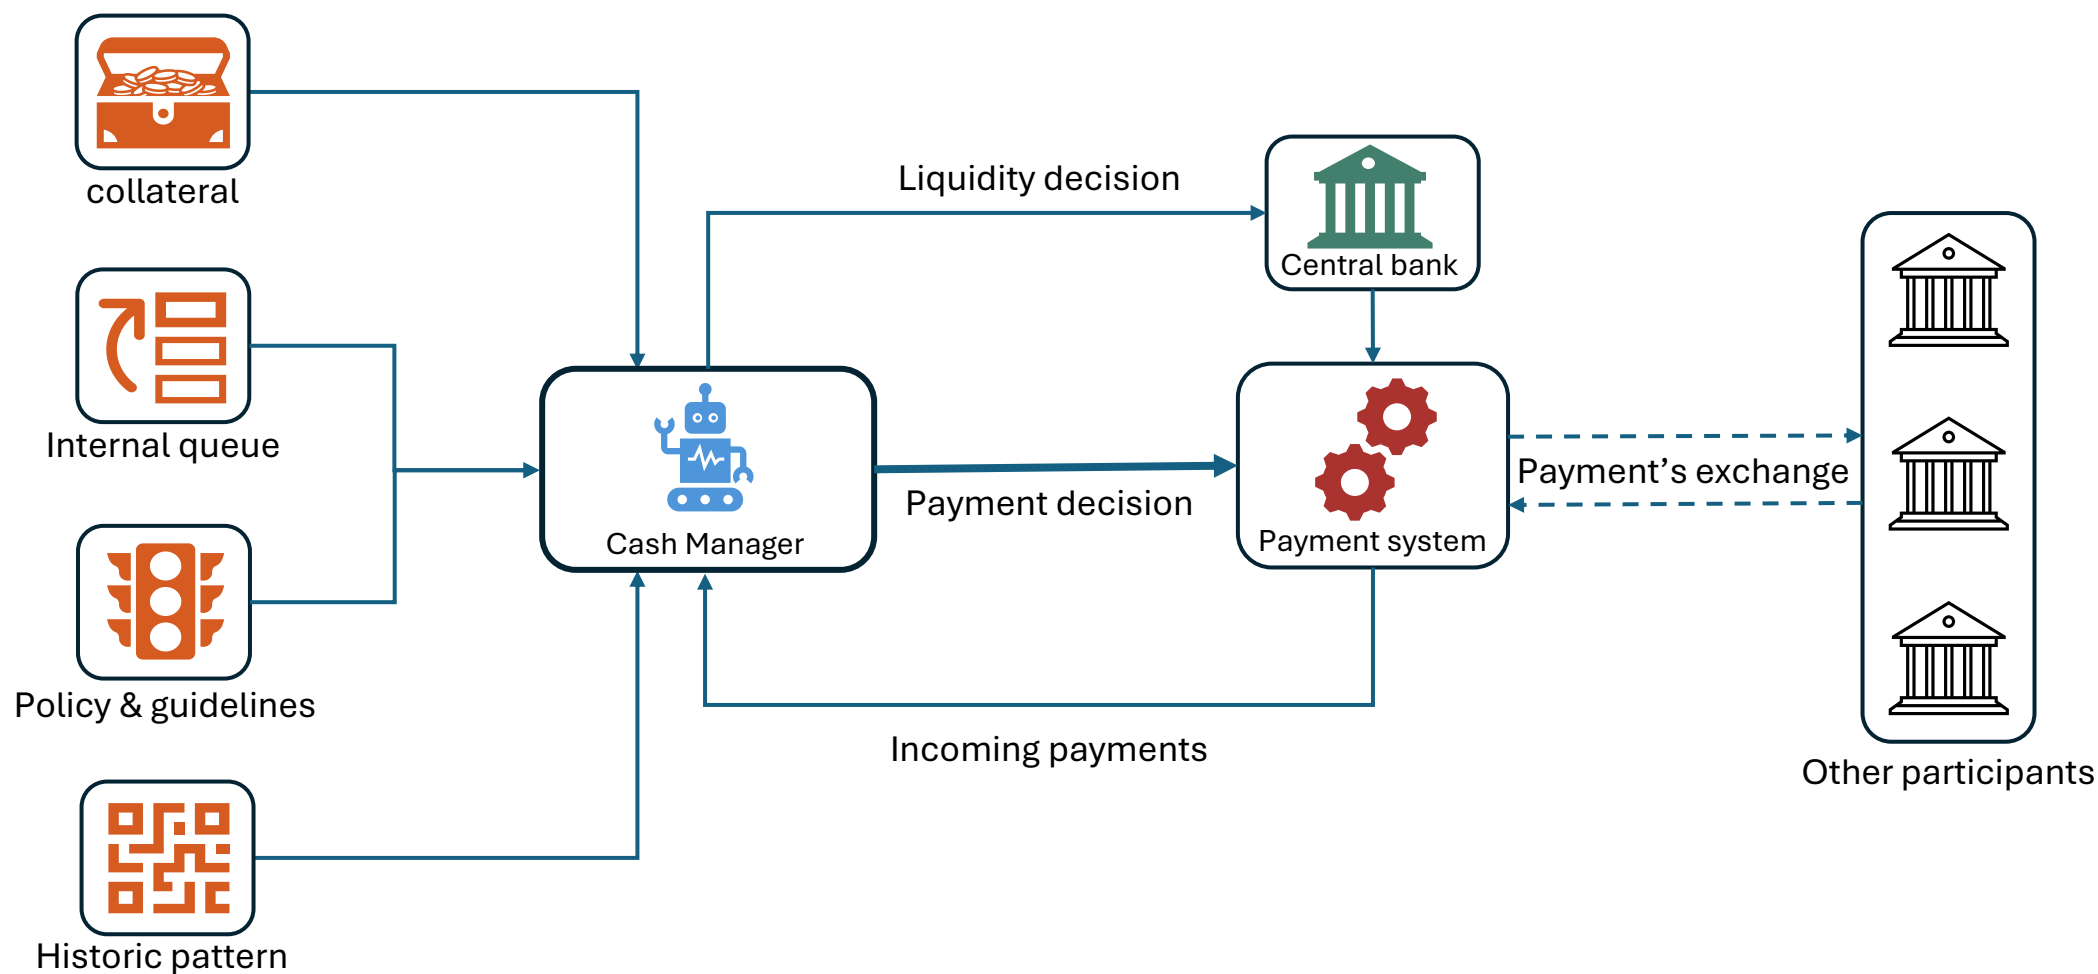 collateral
Internal queue
Policy & guidelines
Historic pattern
Cash Manager
Liquidity decision
Payment decision
Incoming payments
Central bank
Payment system
Payment’s exchange
Other participants